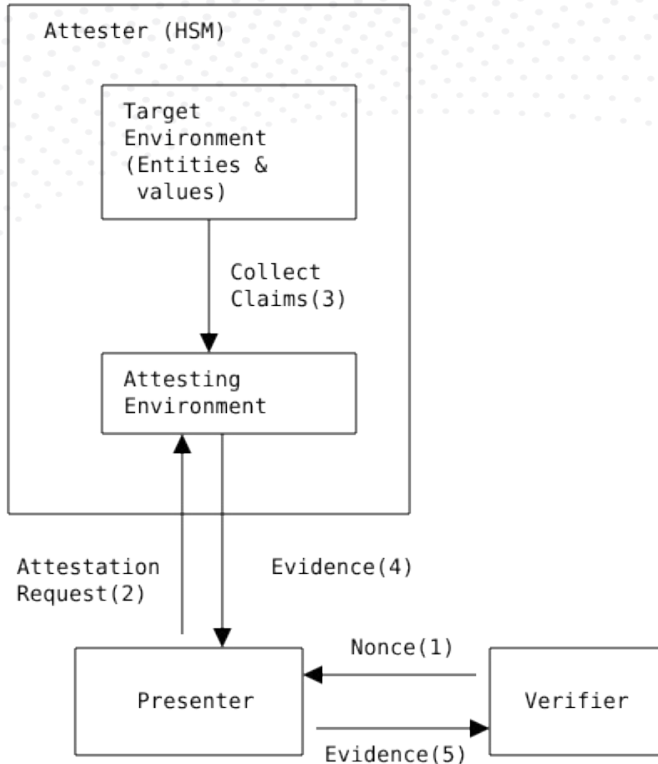 Attester (HSM)
Target
Environment
(Entities &
values)
Collect
Claims(3)
Attesting
Environment
Attestation
Request(2)
Evidence(4)
Nonce(1)
Presenter
Verifier
Evidence(5)